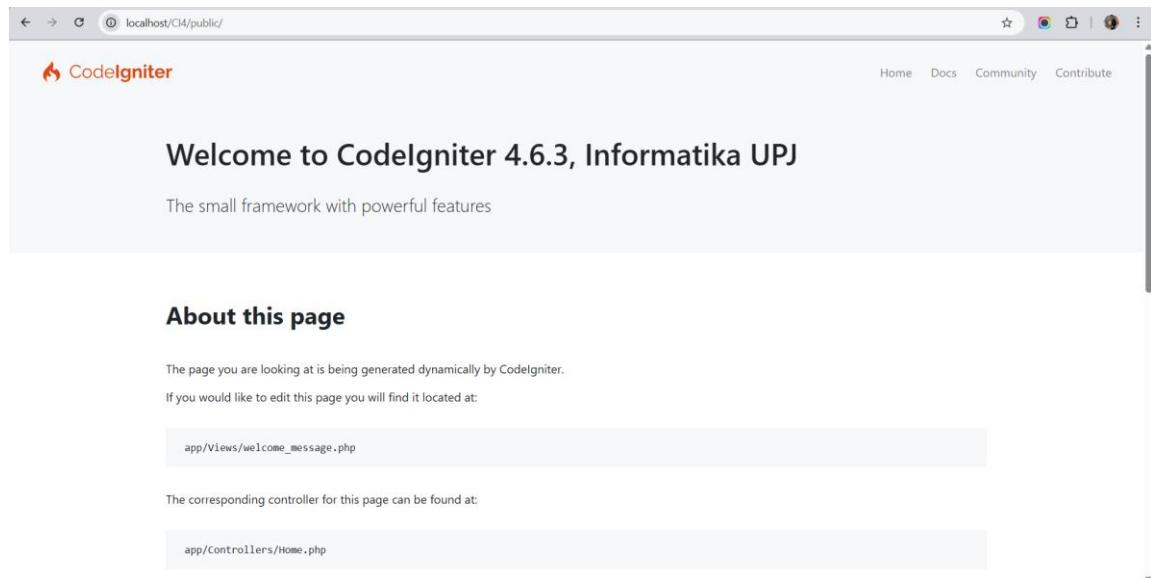 localhost/CI4/public/
CodeIgniter
Home Docs Community Contribute
Welcome to CodeIgniter 4.6.3, Informatika UPJ
The small framework with powerful features
About this page
The page you are looking at is being generated dynamically by CodeIgniter.
If you would like to edit this page you will find it located at:
app/Views/welcome_message.php
The corresponding controller for this page can be found at:
app/Controllers/Home.php